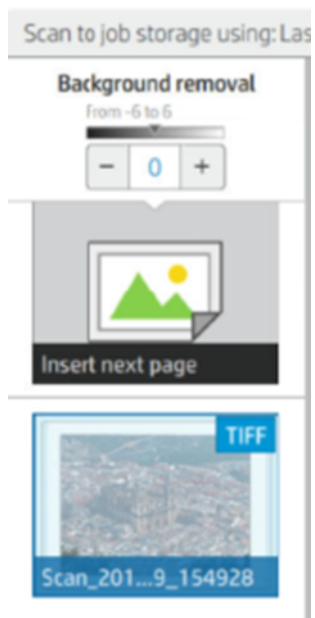 Scan to job storage using: Las
Background removal
From -6 to 6
− 0 +
Insert next page
TIFF
Scan_201...9_154928